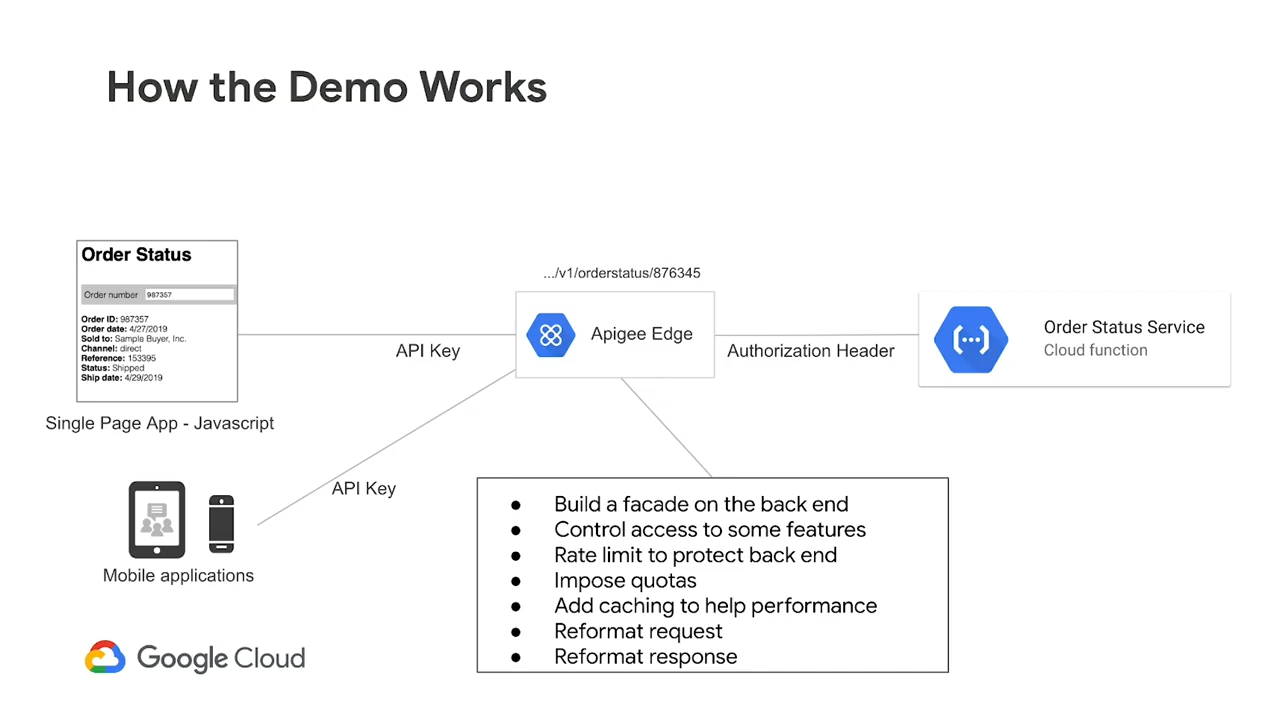 How the Demo Works
Order Status
Order number 987357
Order ID: 987357
Order date: 4/27/2019
Sold to: Sample Buyer, Inc.
Channel: direct
Reference: 153395
Status: Shipped
Ship date: 4/29/2019
Single Page App - Javascript
API Key
.../v1/orderstatus/876345
Apigee Edge
Authorization Header
Order Status Service
Cloud function
API Key
Mobile applications
● Build a facade on the back end
● Control access to some features
● Rate limit to protect back end
● Impose quotas
● Add caching to help performance
● Reformat request
● Reformat response
Google Cloud